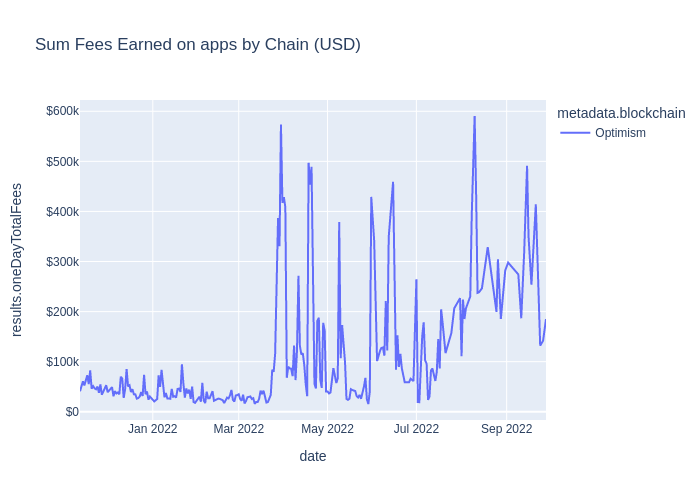 Sum Fees Earned on apps by Chain (USD)
metadata.blockchain
Optimism
results.oneDayTotalFees
$600k
$500k
$400k
$300k
$200k
$100k
$0
Jan 2022
Mar 2022
May 2022
Jul 2022
Sep 2022
date